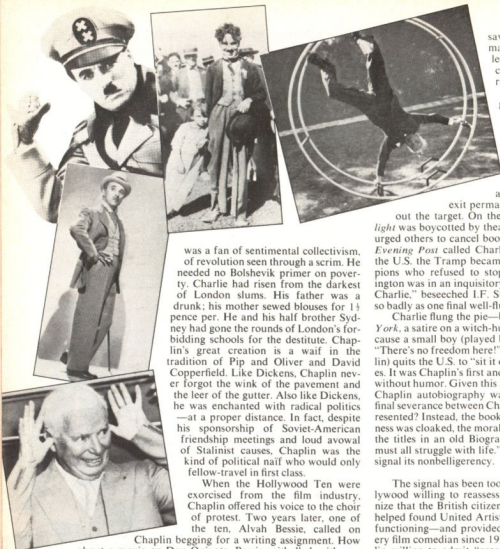 was a fan of sentimental collectivism,
of revolution seen through a scrim. He
needed no Bolshevik primer on pover-
ty. Charlie had risen from the darkest
of London slums. His father was a
drunk; his mother sewed blouses for 1½
pence per. He and his half brother Syd-
ney had gone the rounds of London's for-
bidding schools for the destitute. Chap-
lin's great creation is a waif in the
tradition of Pip and Oliver and David
Copperfield. Like Dickens, Chaplin nev-
er forgot the wink of the pavement and
the leer of the gutter. Also like Dickens,
he was enchanted with radical politics
—at a proper distance. In fact, despite
his sponsorship of Soviet-American
friendship meetings and loud avowal
of Stalinist causes, Chaplin was the
kind of political naïf who would only
fellow-travel in first class.
When the Hollywood Ten were
exorcised from the film industry,
Chaplin offered his voice to the choir
of protest. Two years later, one of
the ten, Alvah Bessie, called on
Chaplin begging for a writing assignment. How
exit perma
out the target. On the
light was boycotted by thea
urged others to cancel boo
Evening Post called Charl
the U.S. the Tramp becam
pions who refused to stop
ington was in an inquisitor
Charlie," beseeched I.F. S
so badly as one final well-fl
Charlie flung the pie—
York, a satire on a witch-hu
cause a small boy (played b
"There's no freedom here!"
lin) quits the U.S. to "sit it o
es. It was Chaplin's first and
without humor. Given this
Chaplin autobiography wa
final severance between Ch
resented? Instead, the book
ness was cloaked, the moral
the titles in an old Biogra
must all struggle with life."
signal its nonbelligerency.
The signal has been too
lywood willing to reassess
nize that the British citizen
helped found United Artis
functioning—and provided
ery film comedian since 19